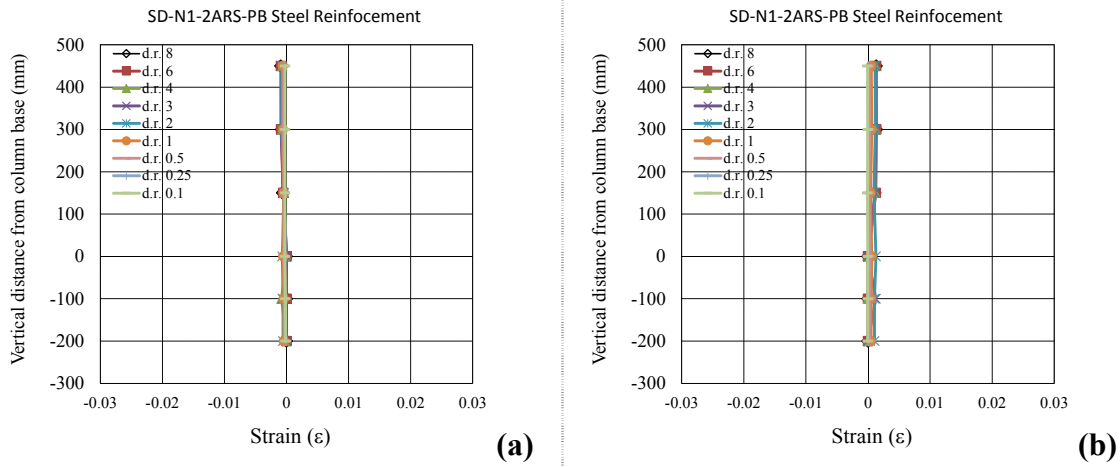 SD-N1-2ARS-PB Steel Reinfocement
500
400
300
200
100
0
-100
-200
-300
-0.03
-0.02
-0.01
0
0.01
0.02
0.03
Vertical distance from column base (mm)
Strain (ε)
d.r. 8
d.r. 6
d.r. 4
d.r. 3
d.r. 2
d.r. 1
d.r. 0.5
d.r. 0.25
d.r. 0.1
(a)
SD-N1-2ARS-PB Steel Reinfocement
500
400
300
200
100
0
-100
-200
-300
-0.03
-0.02
-0.01
0
0.01
0.02
0.03
Vertical distance from column base (mm)
Strain (ε)
d.r. 8
d.r. 6
d.r. 4
d.r. 3
d.r. 2
d.r. 1
d.r. 0.5
d.r. 0.25
d.r. 0.1
(b)